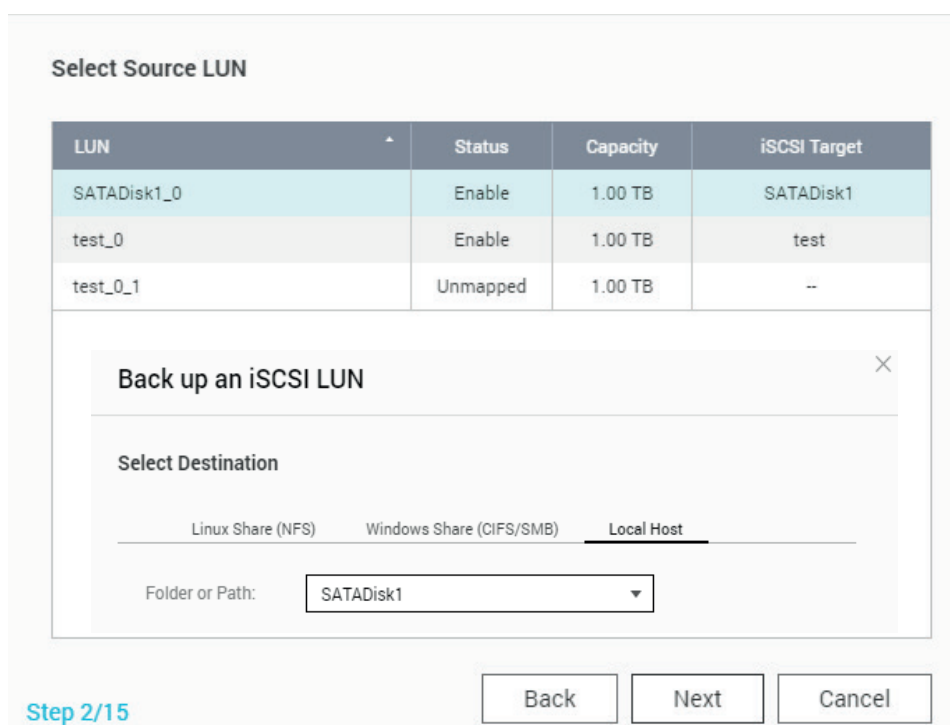 Select Source LUN
LUN Status Capacity iSCSI Target
SATADisk1_0 Enable 1.00 TB SATADisk1
test_0 Enable 1.00 TB test
test_0_1 Unmapped 1.00 TB --
Back up an iSCSI LUN
Select Destination
Linux Share (NFS) Windows Share (CIFS/SMB) Local Host
Folder or Path: SATADisk1
Back Next Cancel
Step 2/15